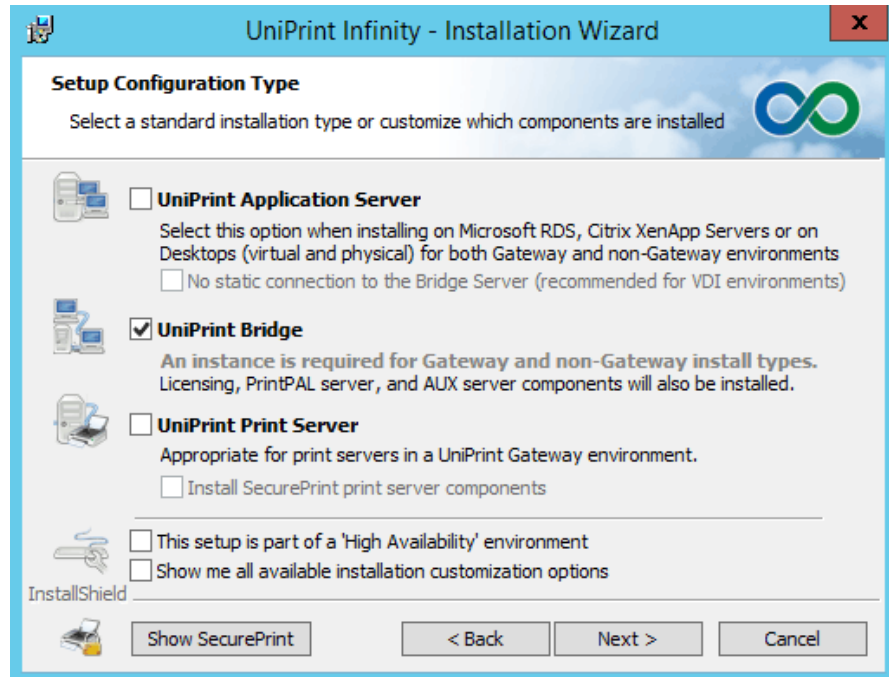 UniPrint Infinity - Installation Wizard
x
Setup Configuration Type
Select a standard installation type or customize which components are installed
UniPrint Application Server
Select this option when installing on Microsoft RDS, Citrix XenApp Servers or on
Desktops (virtual and physical) for both Gateway and non-Gateway environments
No static connection to the Bridge Server (recommended for VDI environments)
UniPrint Bridge
An instance is required for Gateway and non-Gateway install types.
Licensing, PrintPAL server, and AUX server components will also be installed.
UniPrint Print Server
Appropriate for print servers in a UniPrint Gateway environment.
Install SecurePrint print server components
This setup is part of a 'High Availability' environment
Show me all available installation customization options
InstallShield
Show SecurePrint
< Back
Next >
Cancel